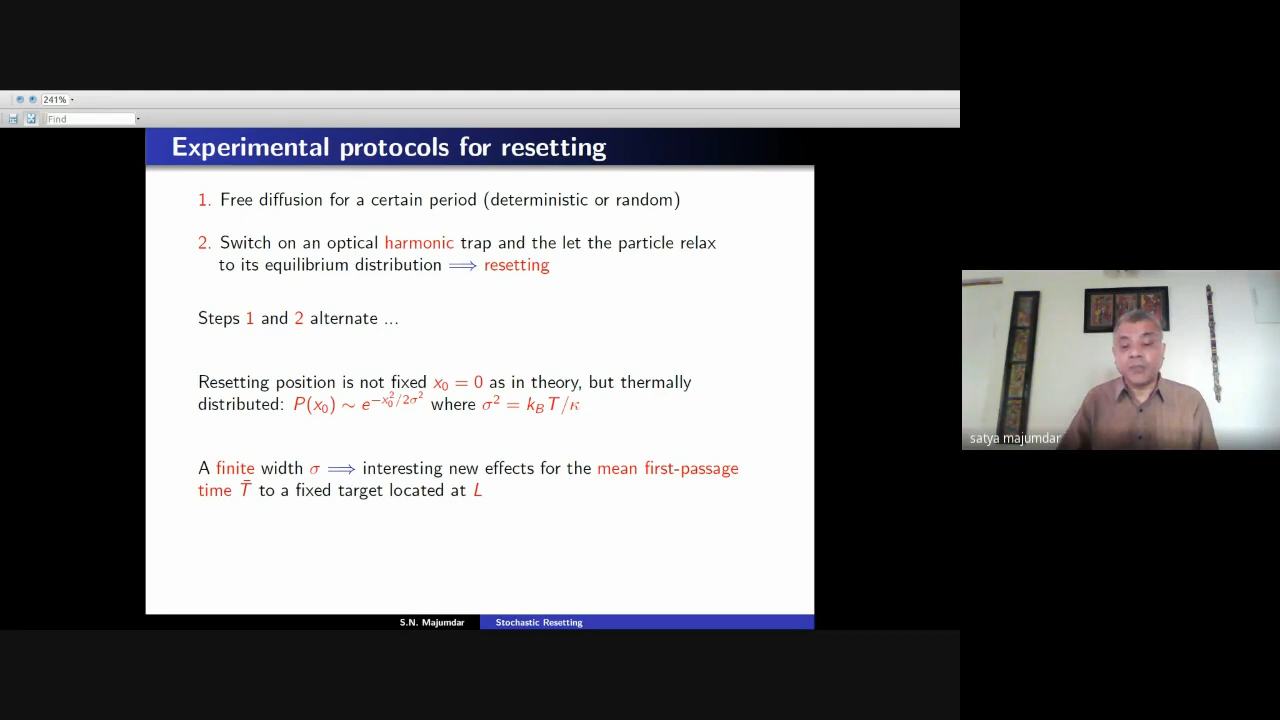 241%
Find
Experimental protocols for resetting
1. Free diffusion for a certain period (deterministic or random)
2. Switch on an optical harmonic trap and the let the particle relax
to its equilibrium distribution ⟹ resetting
Steps 1 and 2 alternate ...
Resetting position is not fixed x₀ = 0 as in theory, but thermally
distributed: P(x₀) ∼ e^{−x₀²/2σ²} where σ² = k_B T/κ
A finite width σ ⟹ interesting new effects for the mean first-passage
time T̄ to a fixed target located at L
satya majumdar
S.N. Majumdar
Stochastic Resetting